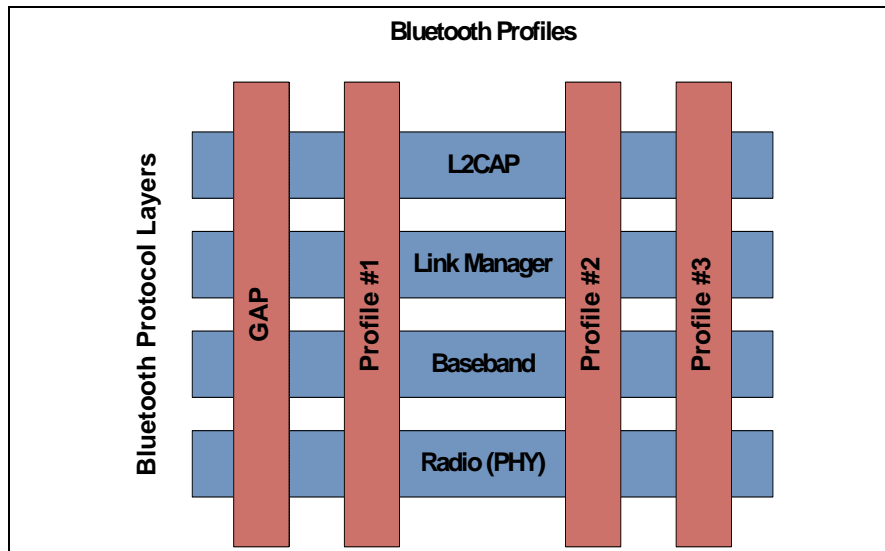 Bluetooth Profiles
Bluetooth Protocol Layers
GAP
Profile #1
Profile #2
Profile #3
L2CAP
Link Manager
Baseband
Radio (PHY)